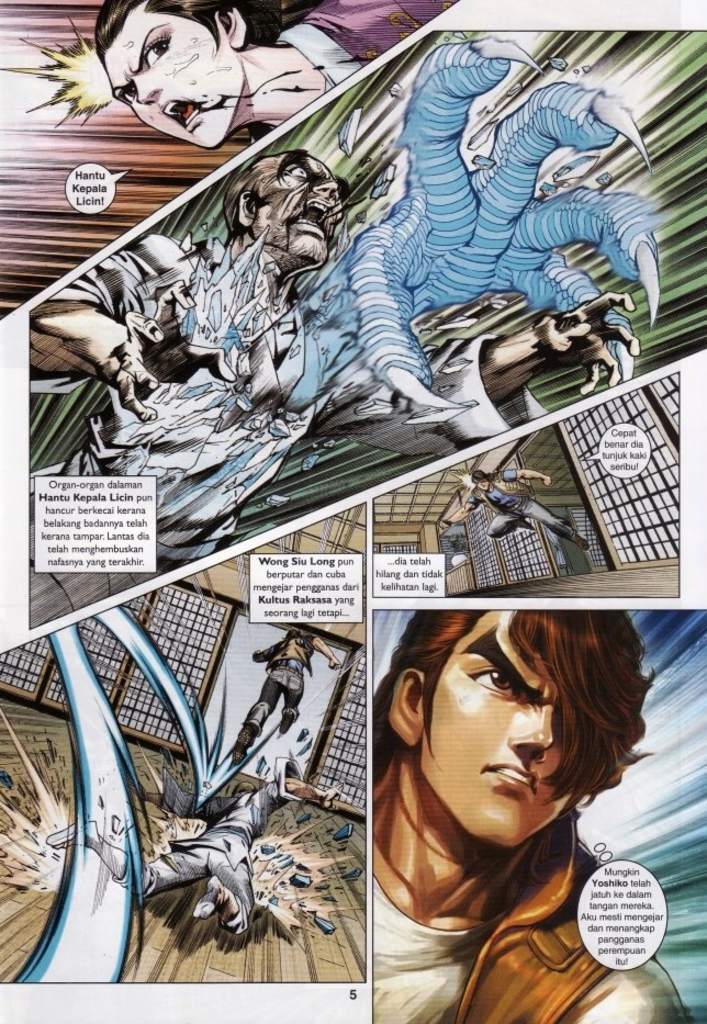 Hantu
Kepala
Licin!
Organ-organ dalaman
Hantu Kepala Licin pun
hancur berkecai kerana
belakang badannya telah
kerana tampar. Lantas dia
telah menghembuskan
nafasnya yang terakhir.
Wong Siu Long pun
berputar dan cuba
mengejar pengganas dari
Kultus Raksasa yang
seorang lagi tetapi...
Cepat
benar dia
tunjuk kaki
seribu!
...dia telah
hilang dan tidak
kelihatan lagi.
Mungkin
Yoshiko telah
jatuh ke dalam
tangan mereka.
Aku mesti mengejar
dan menangkap
pangganas
perempuan
itu!
5